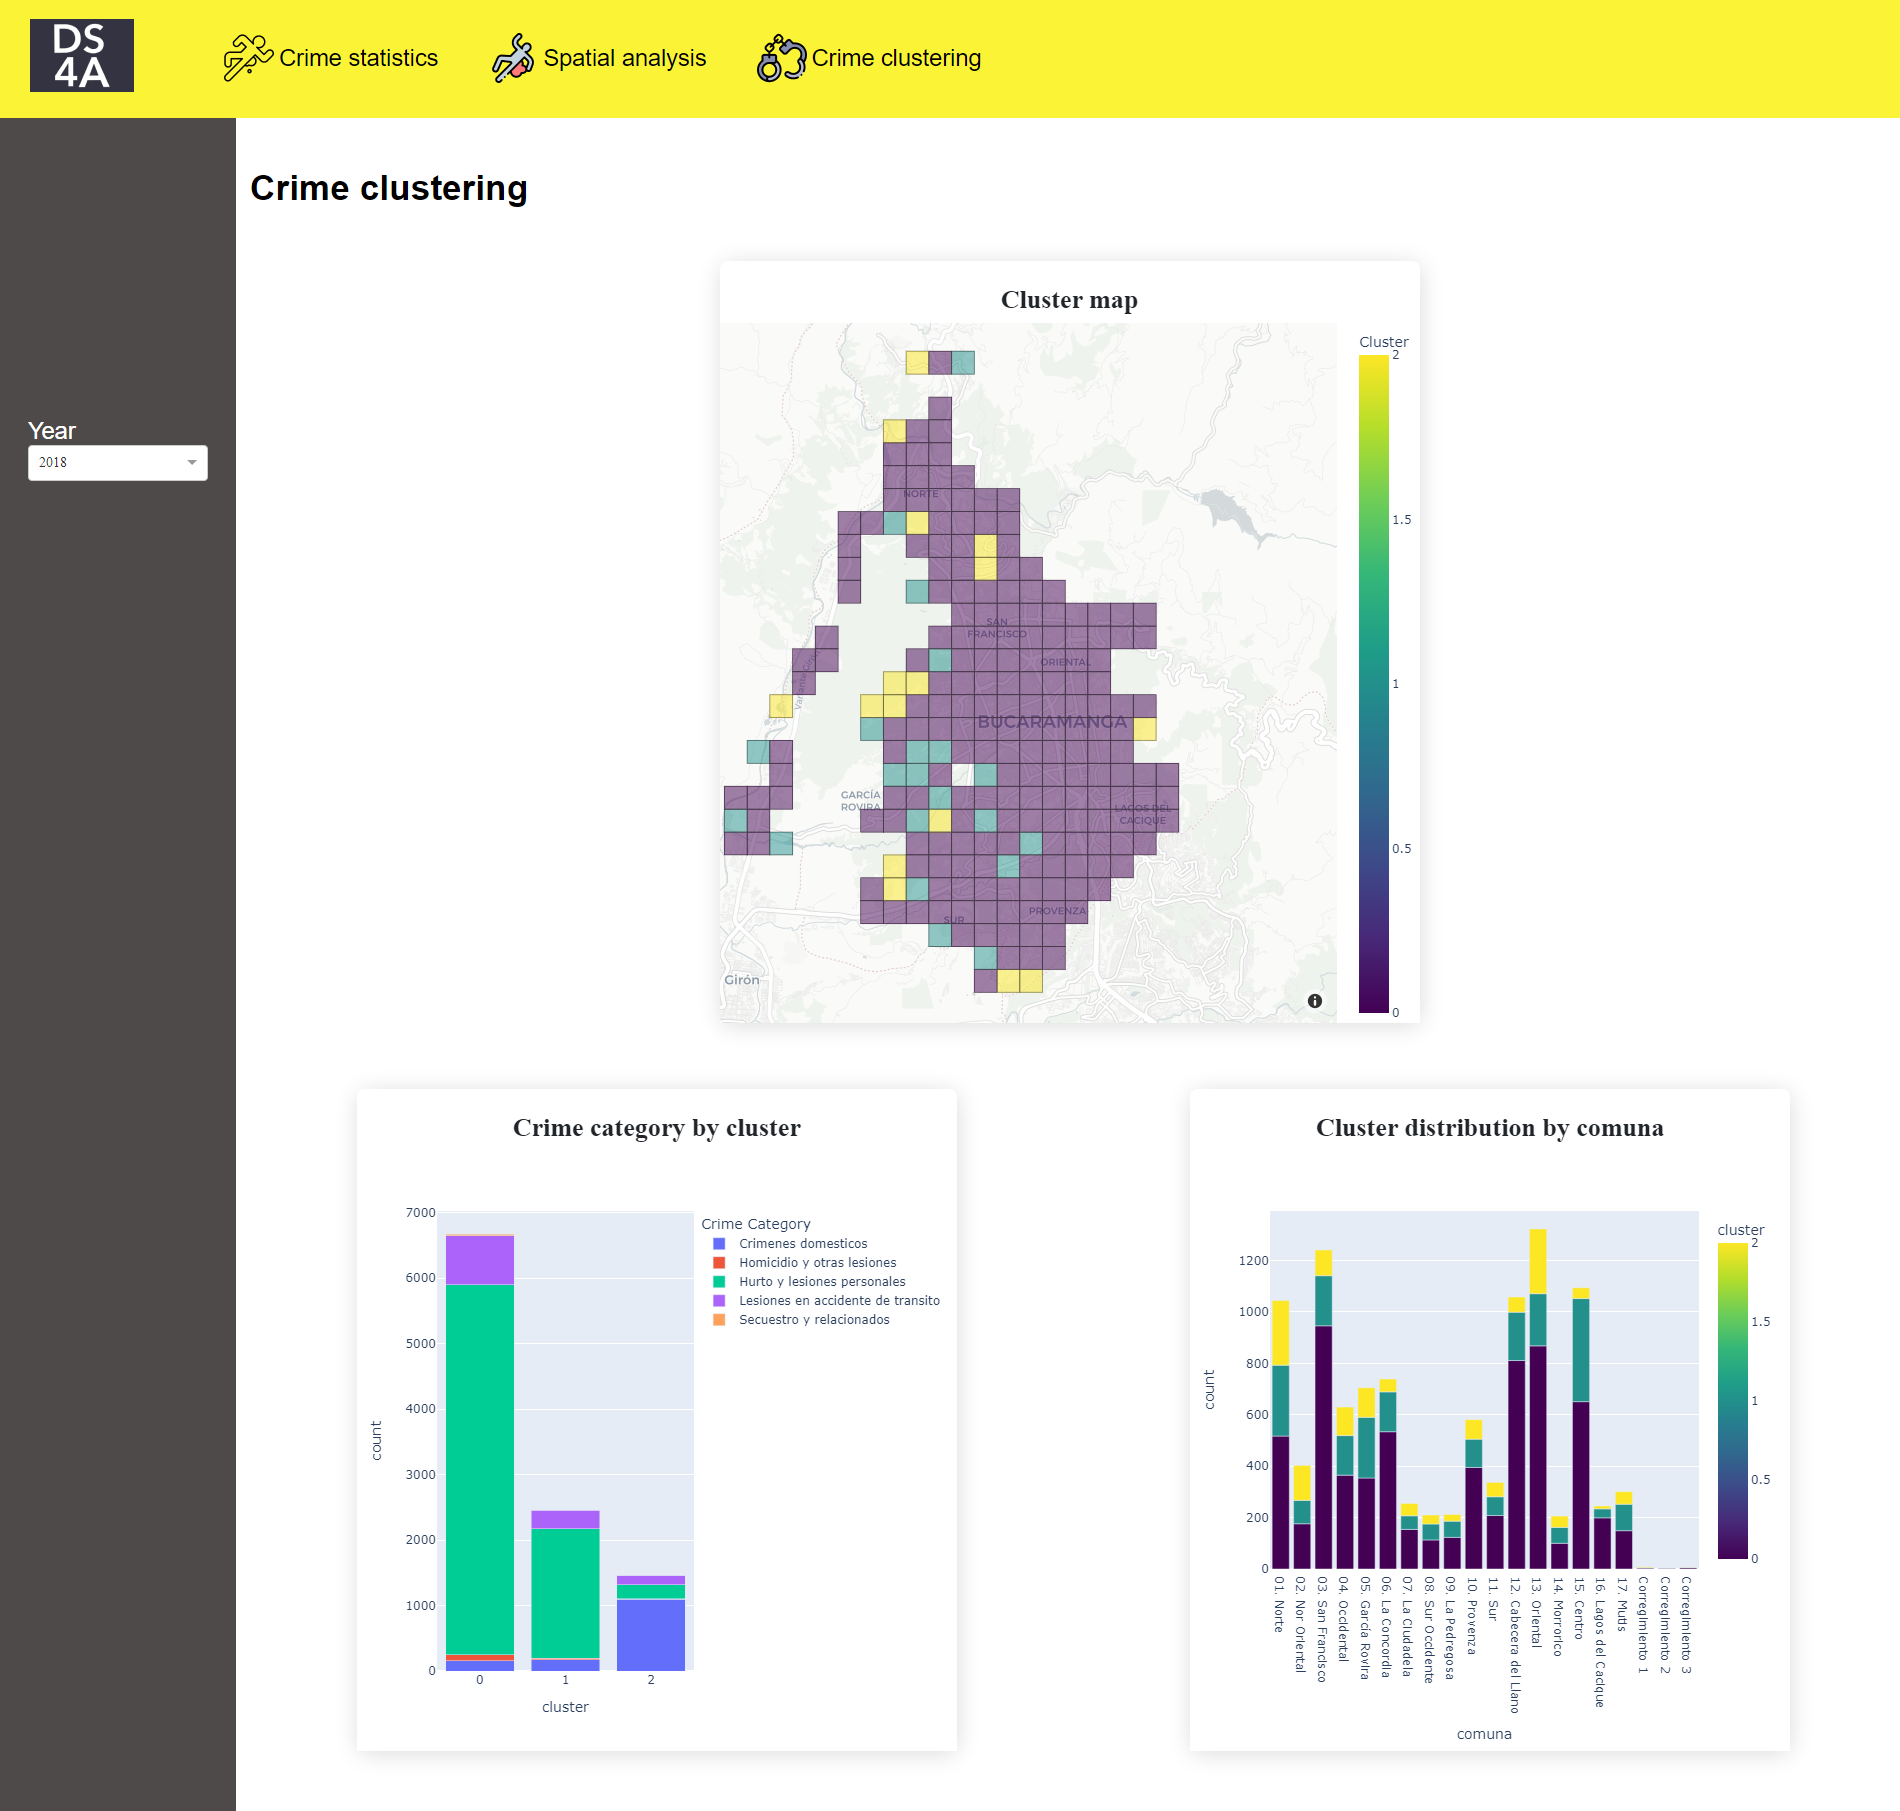 DS
4A
Crime statistics
Spatial analysis
Crime clustering
Crime clustering
Year
2018
Cluster map
Cluster
2
1.5
1
0.5
0
NORTE
SAN
FRANCISCO
ORIENTAL
Variante Girón
BUCARAMANGA
GARCÍA
ROVIRA
LAGOS DEL
CACIQUE
SUR
PROVENZA
Girón
Crime category by cluster
7000
6000
5000
4000
3000
2000
1000
0
count
0
1
2
cluster
Crime Category
Crimenes domesticos
Homicidio y otras lesiones
Hurto y lesiones personales
Lesiones en accidente de transito
Secuestro y relacionados
Cluster distribution by comuna
1200
1000
800
600
400
200
0
count
01. Norte
02. Nor Oriental
03. San Francisco
04. Occidental
05. García Rovira
06. La Concordia
07. La Ciudadela
08. Sur Occidente
09. La Pedregosa
10. Provenza
11. Sur
12. Cabecera del Llano
13. Oriental
14. Morrorico
15. Centro
16. Lagos del Cacique
17. Mutis
Corregimiento 1
Corregimiento 2
Corregimiento 3
comuna
cluster
2
1.5
1
0.5
0